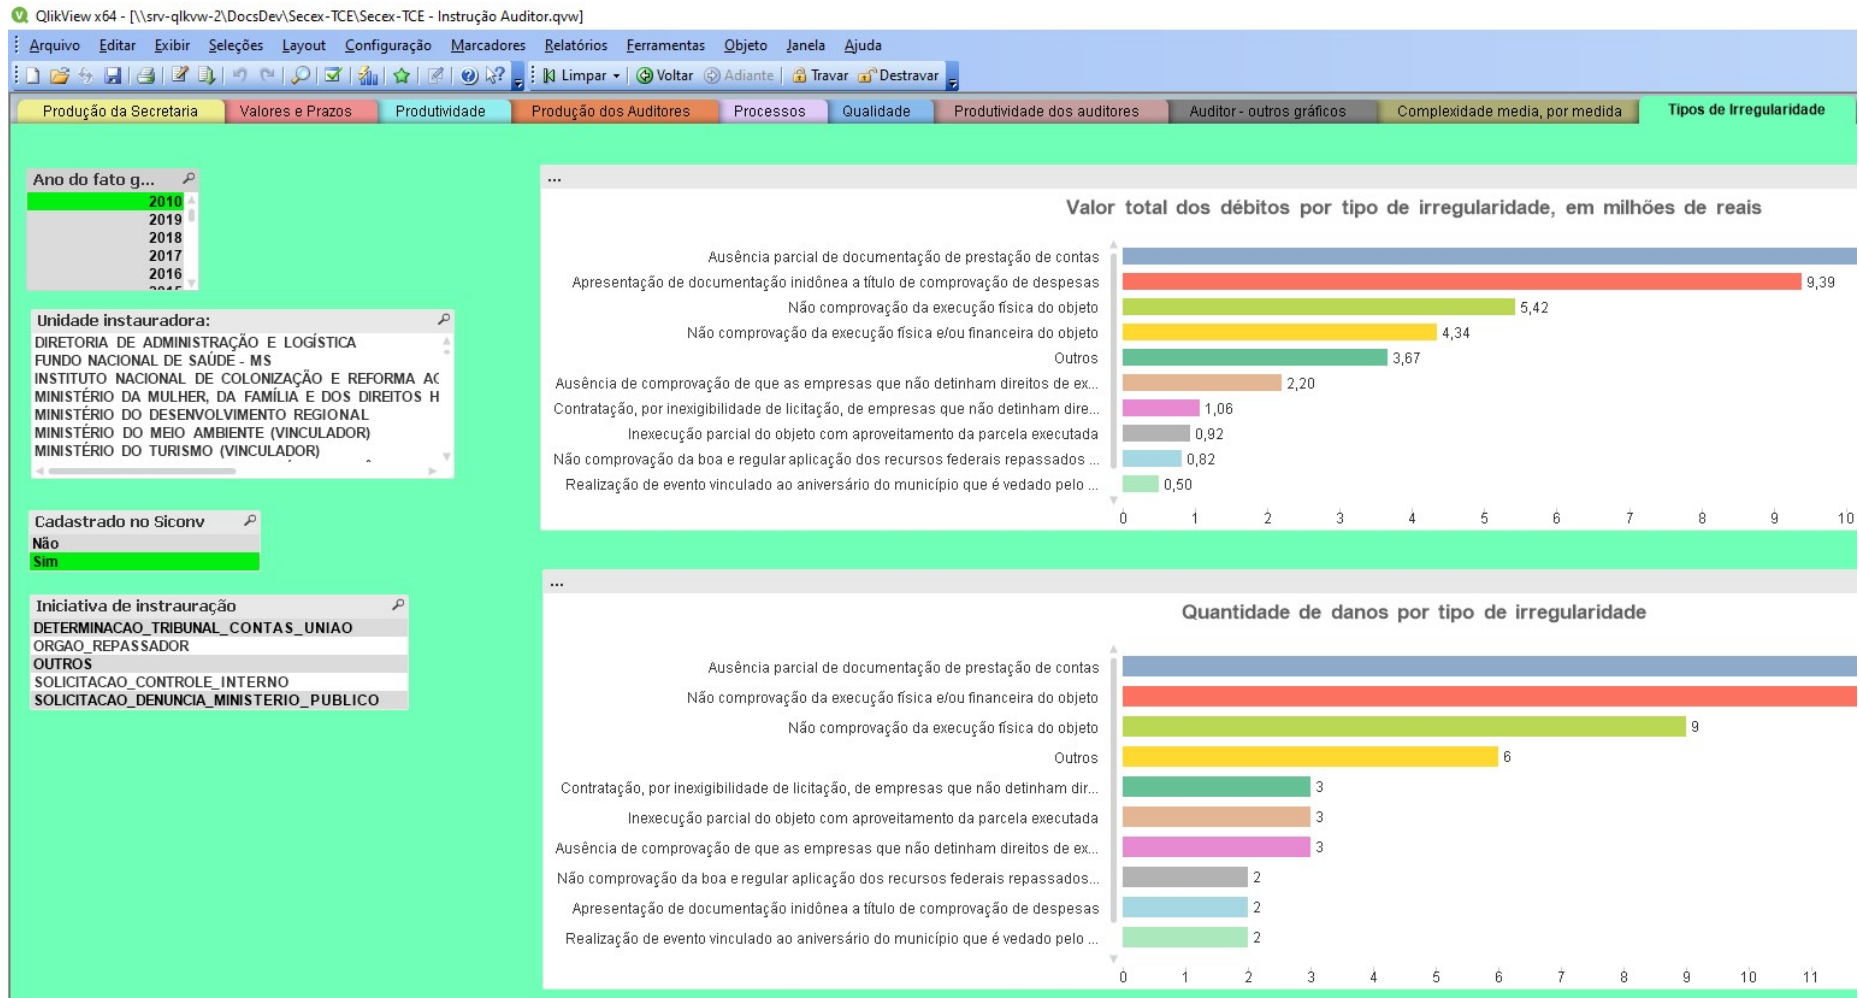 QlikView x64 - [\\srv-qlkvw-2\DocsDev\Secex-TCE\Secex-TCE - Instrução Auditor.qvw]
Arquivo Editar Exibir Seleções Layout Configuração Marcadores Relatórios Ferramentas Objeto Janela Ajuda
Limpar Voltar Adiante Travar Destravar
Produção da Secretaria Valores e Prazos Produtividade Produção dos Auditores Processos Qualidade Produtividade dos auditores Auditor - outros gráficos Complexidade media, por medida Tipos de Irregularidade
Ano do fato g...
2010
2019
2018
2017
2016
2015
Unidade instauradora:
DIRETORIA DE ADMINISTRAÇÃO E LOGÍSTICA
FUNDO NACIONAL DE SAÚDE - MS
INSTITUTO NACIONAL DE COLONIZAÇÃO E REFORMA
MINISTÉRIO DA MULHER, DA FAMÍLIA E DOS DIREITOS H
MINISTÉRIO DO DESENVOLVIMENTO REGIONAL
MINISTÉRIO DO MEIO AMBIENTE (VINCULADOR)
MINISTÉRIO DO TURISMO (VINCULADOR)
Cadastrado no Siconv
Não
Sim
Iniciativa de instrauração
DETERMINACAO_TRIBUNAL_CONTAS_UNIAO
ORGAO_REPASSADOR
OUTROS
SOLICITACAO_CONTROLE_INTERNO
SOLICITACAO_DENUNCIA_MINISTERIO_PUBLICO
...
Valor total dos débitos por tipo de irregularidade, em milhões de reais
Ausência parcial de documentação de prestação de contas
Apresentação de documentação inidônea a título de comprovação de despesas 9,39
Não comprovação da execução física do objeto 5,42
Não comprovação da execução física e/ou financeira do objeto 4,34
Outros 3,67
Ausência de comprovação de que as empresas que não detinham direitos de ex... 2,20
Contratação, por inexigibilidade de licitação, de empresas que não detinham dire... 1,06
Inexecução parcial do objeto com aproveitamento da parcela executada 0,92
Não comprovação da boa e regular aplicação dos recursos federais repassados ... 0,82
Realização de evento vinculado ao aniversário do município que é vedado pelo ... 0,50
0 1 2 3 4 5 6 7 8 9 10
...
Quantidade de danos por tipo de irregularidade
Ausência parcial de documentação de prestação de contas
Não comprovação da execução física e/ou financeira do objeto
Não comprovação da execução física do objeto 9
Outros 6
Contratação, por inexigibilidade de licitação, de empresas que não detinham dir... 3
Inexecução parcial do objeto com aproveitamento da parcela executada 3
Ausência de comprovação de que as empresas que não detinham direitos de ex... 3
Não comprovação da boa e regular aplicação dos recursos federais repassados... 2
Apresentação de documentação inidônea a título de comprovação de despesas 2
Realização de evento vinculado ao aniversário do município que é vedado pelo ... 2
0 1 2 3 4 5 6 7 8 9 10 11